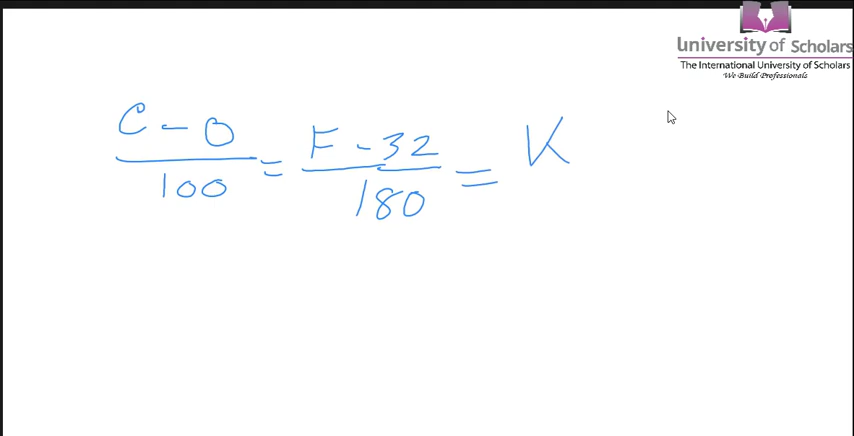 University of Scholars
The International University of Scholars
We Build Professionals
C - 0 / 100 = F - 32 / 180 = K